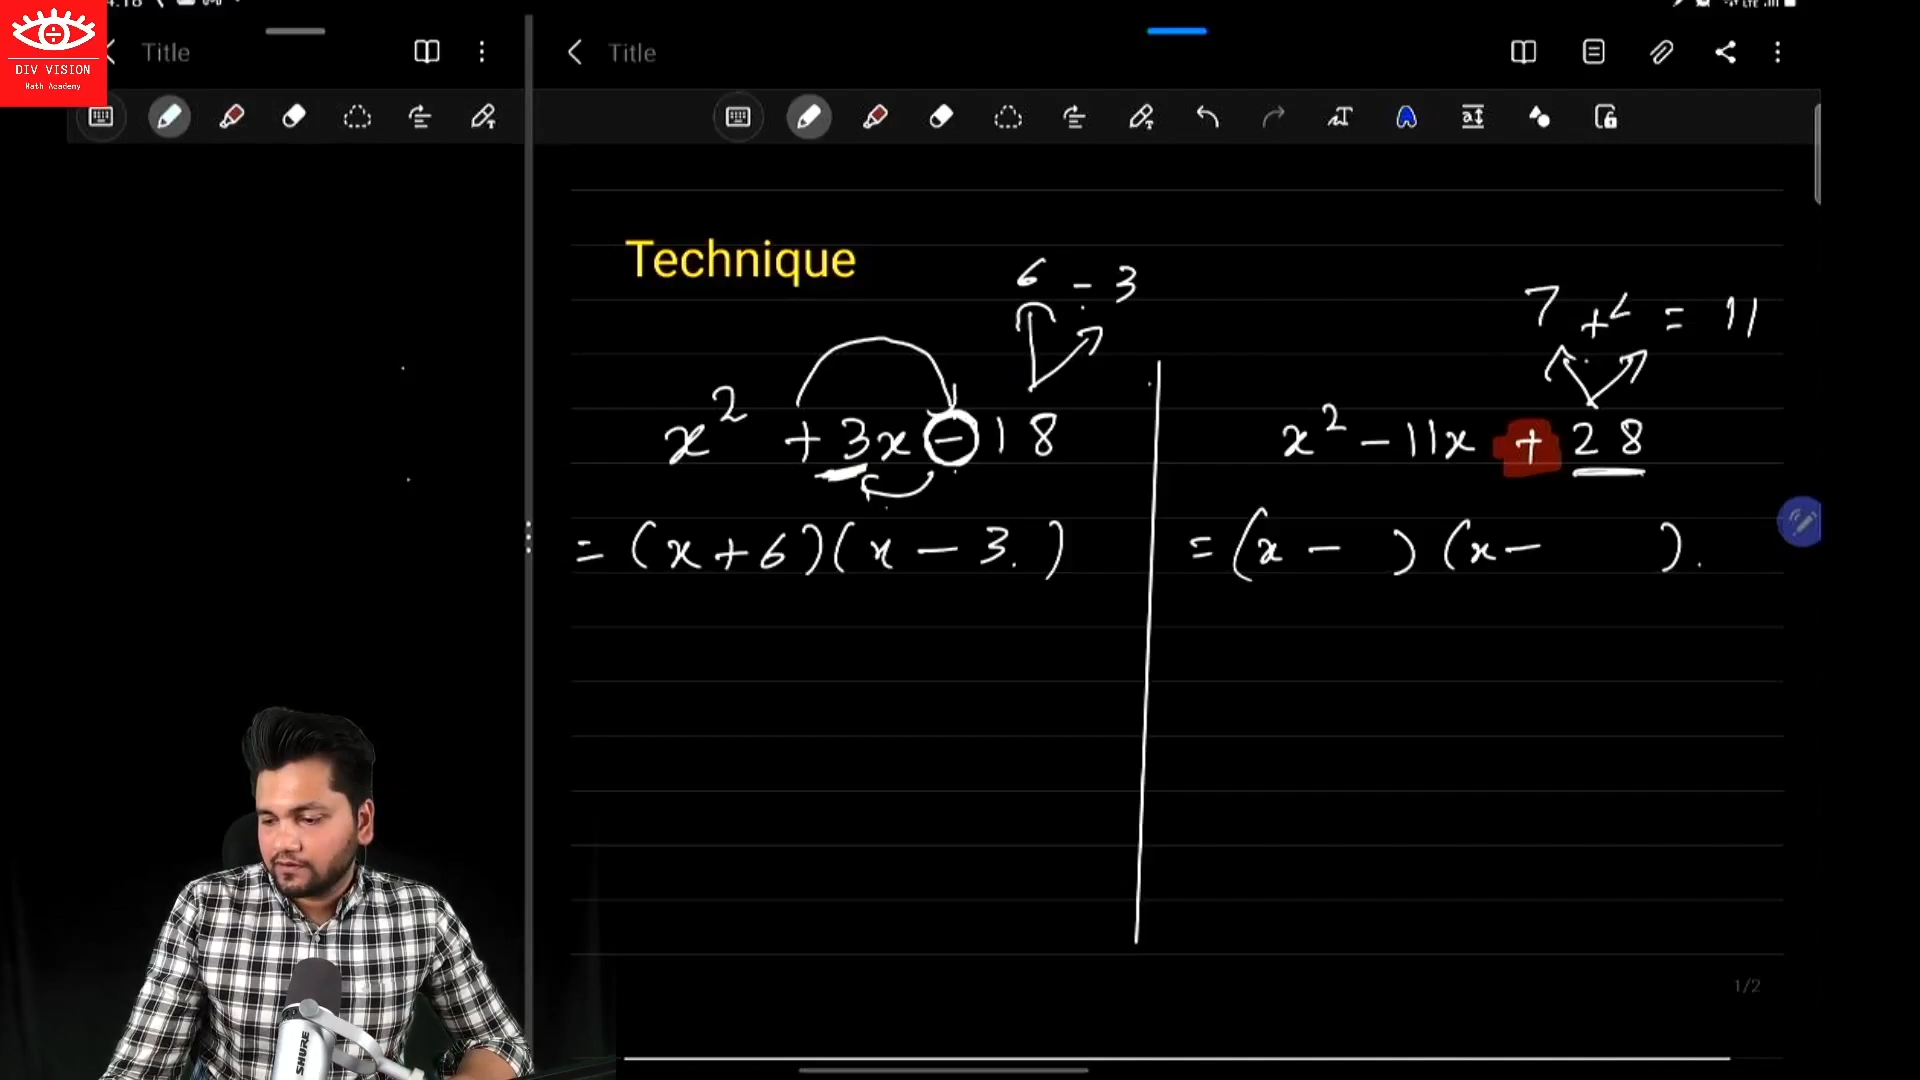 DIV VISION
Math Academy
Title
Title
Technique
6 - 3
7 + 4 = 11
x² + 3x - 18
x² - 11x + 28
= (x + 6)(x - 3.)
= (x - ) (x - ).
1/2
SHURE